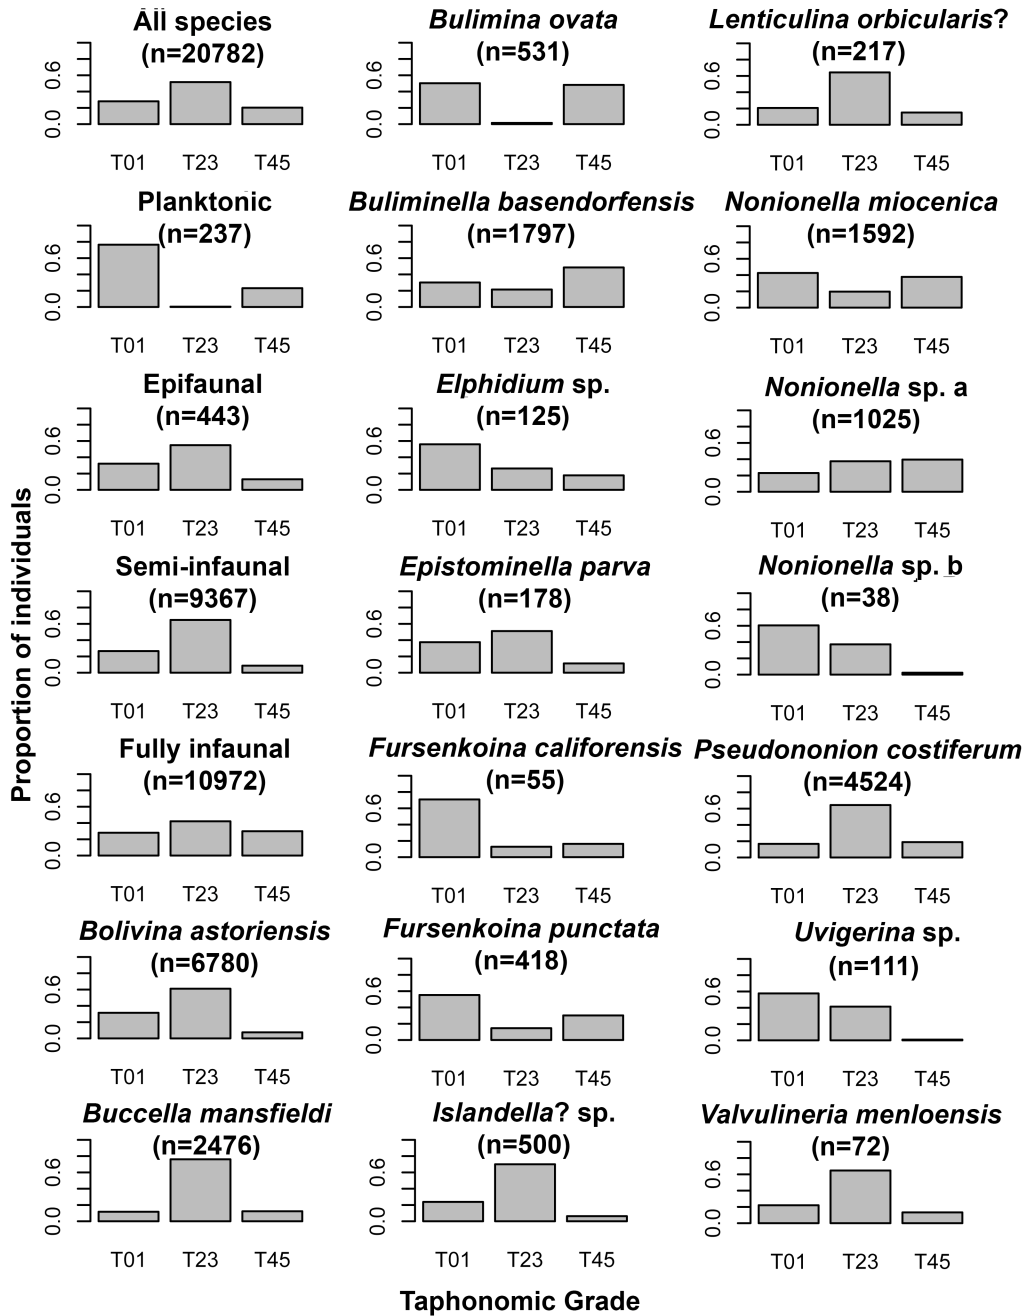 All species
(n=20782)
0.0 0.6
T01 T23 T45
Bulimina ovata
(n=531)
0.0 0.6
T01 T23 T45
Lenticulina orbicularis?
(n=217)
0.0 0.6
T01 T23 T45
Planktonic
(n=237)
0.0 0.6
T01 T23 T45
Buliminella basendorfensis
(n=1797)
0.0 0.6
T01 T23 T45
Nonionella miocenica
(n=1592)
0.0 0.6
T01 T23 T45
Epifaunal
(n=443)
0.0 0.6
T01 T23 T45
Elphidium sp.
(n=125)
0.0 0.6
T01 T23 T45
Nonionella sp. a
(n=1025)
0.0 0.6
T01 T23 T45
Semi-infaunal
(n=9367)
0.0 0.6
T01 T23 T45
Epistominella parva
(n=178)
0.0 0.6
T01 T23 T45
Nonionella sp. b
(n=38)
0.0 0.6
T01 T23 T45
Fully infaunal
(n=10972)
0.0 0.6
T01 T23 T45
Fursenkoina califorensis
(n=55)
0.0 0.6
T01 T23 T45
Pseudononion costiferum
(n=4524)
0.0 0.6
T01 T23 T45
Bolivina astoriensis
(n=6780)
0.0 0.6
T01 T23 T45
Fursenkoina punctata
(n=418)
0.0 0.6
T01 T23 T45
Uvigerina sp.
(n=111)
0.0 0.6
T01 T23 T45
Buccella mansfieldi
(n=2476)
0.0 0.6
T01 T23 T45
Islandella? sp.
(n=500)
0.0 0.6
T01 T23 T45
Valvulineria menloensis
(n=72)
0.0 0.6
T01 T23 T45
Proportion of individuals
Taphonomic Grade